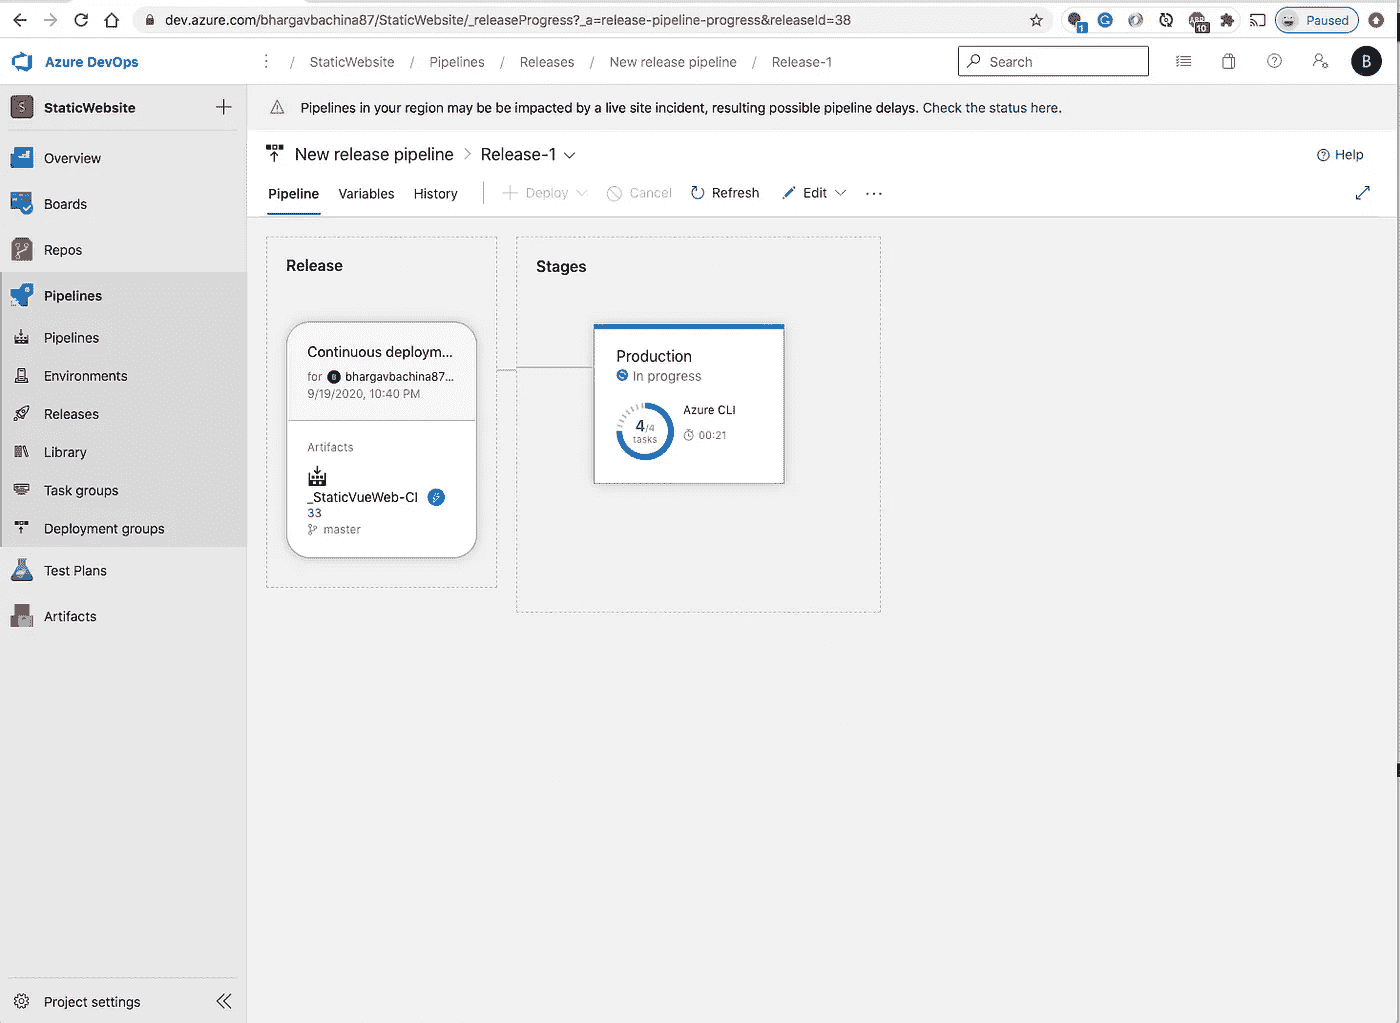 dev.azure.com/bhargavbachina87/StaticWebsite/_releaseProgress?_a=release-pipeline-progress&releaseId=38
1
ABP
10
Paused
Azure DevOps
/ StaticWebsite / Pipelines / Releases / New release pipeline / Release-1
Search
B
S StaticWebsite
Pipelines in your region may be be impacted by a live site incident, resulting possible pipeline delays. Check the status here.
Overview
Boards
Repos
Pipelines
Pipelines
Environments
Releases
Library
Task groups
Deployment groups
Test Plans
Artifacts
Project settings
New release pipeline > Release-1
Help
Pipeline Variables History
Deploy Cancel Refresh Edit ...
Release
Continuous deploym...
for B bhargavbachina87...
9/19/2020, 10:40 PM
Artifacts
_StaticVueWeb-CI
33
master
Stages
Production
In progress
4/4
tasks
Azure CLI
00:21